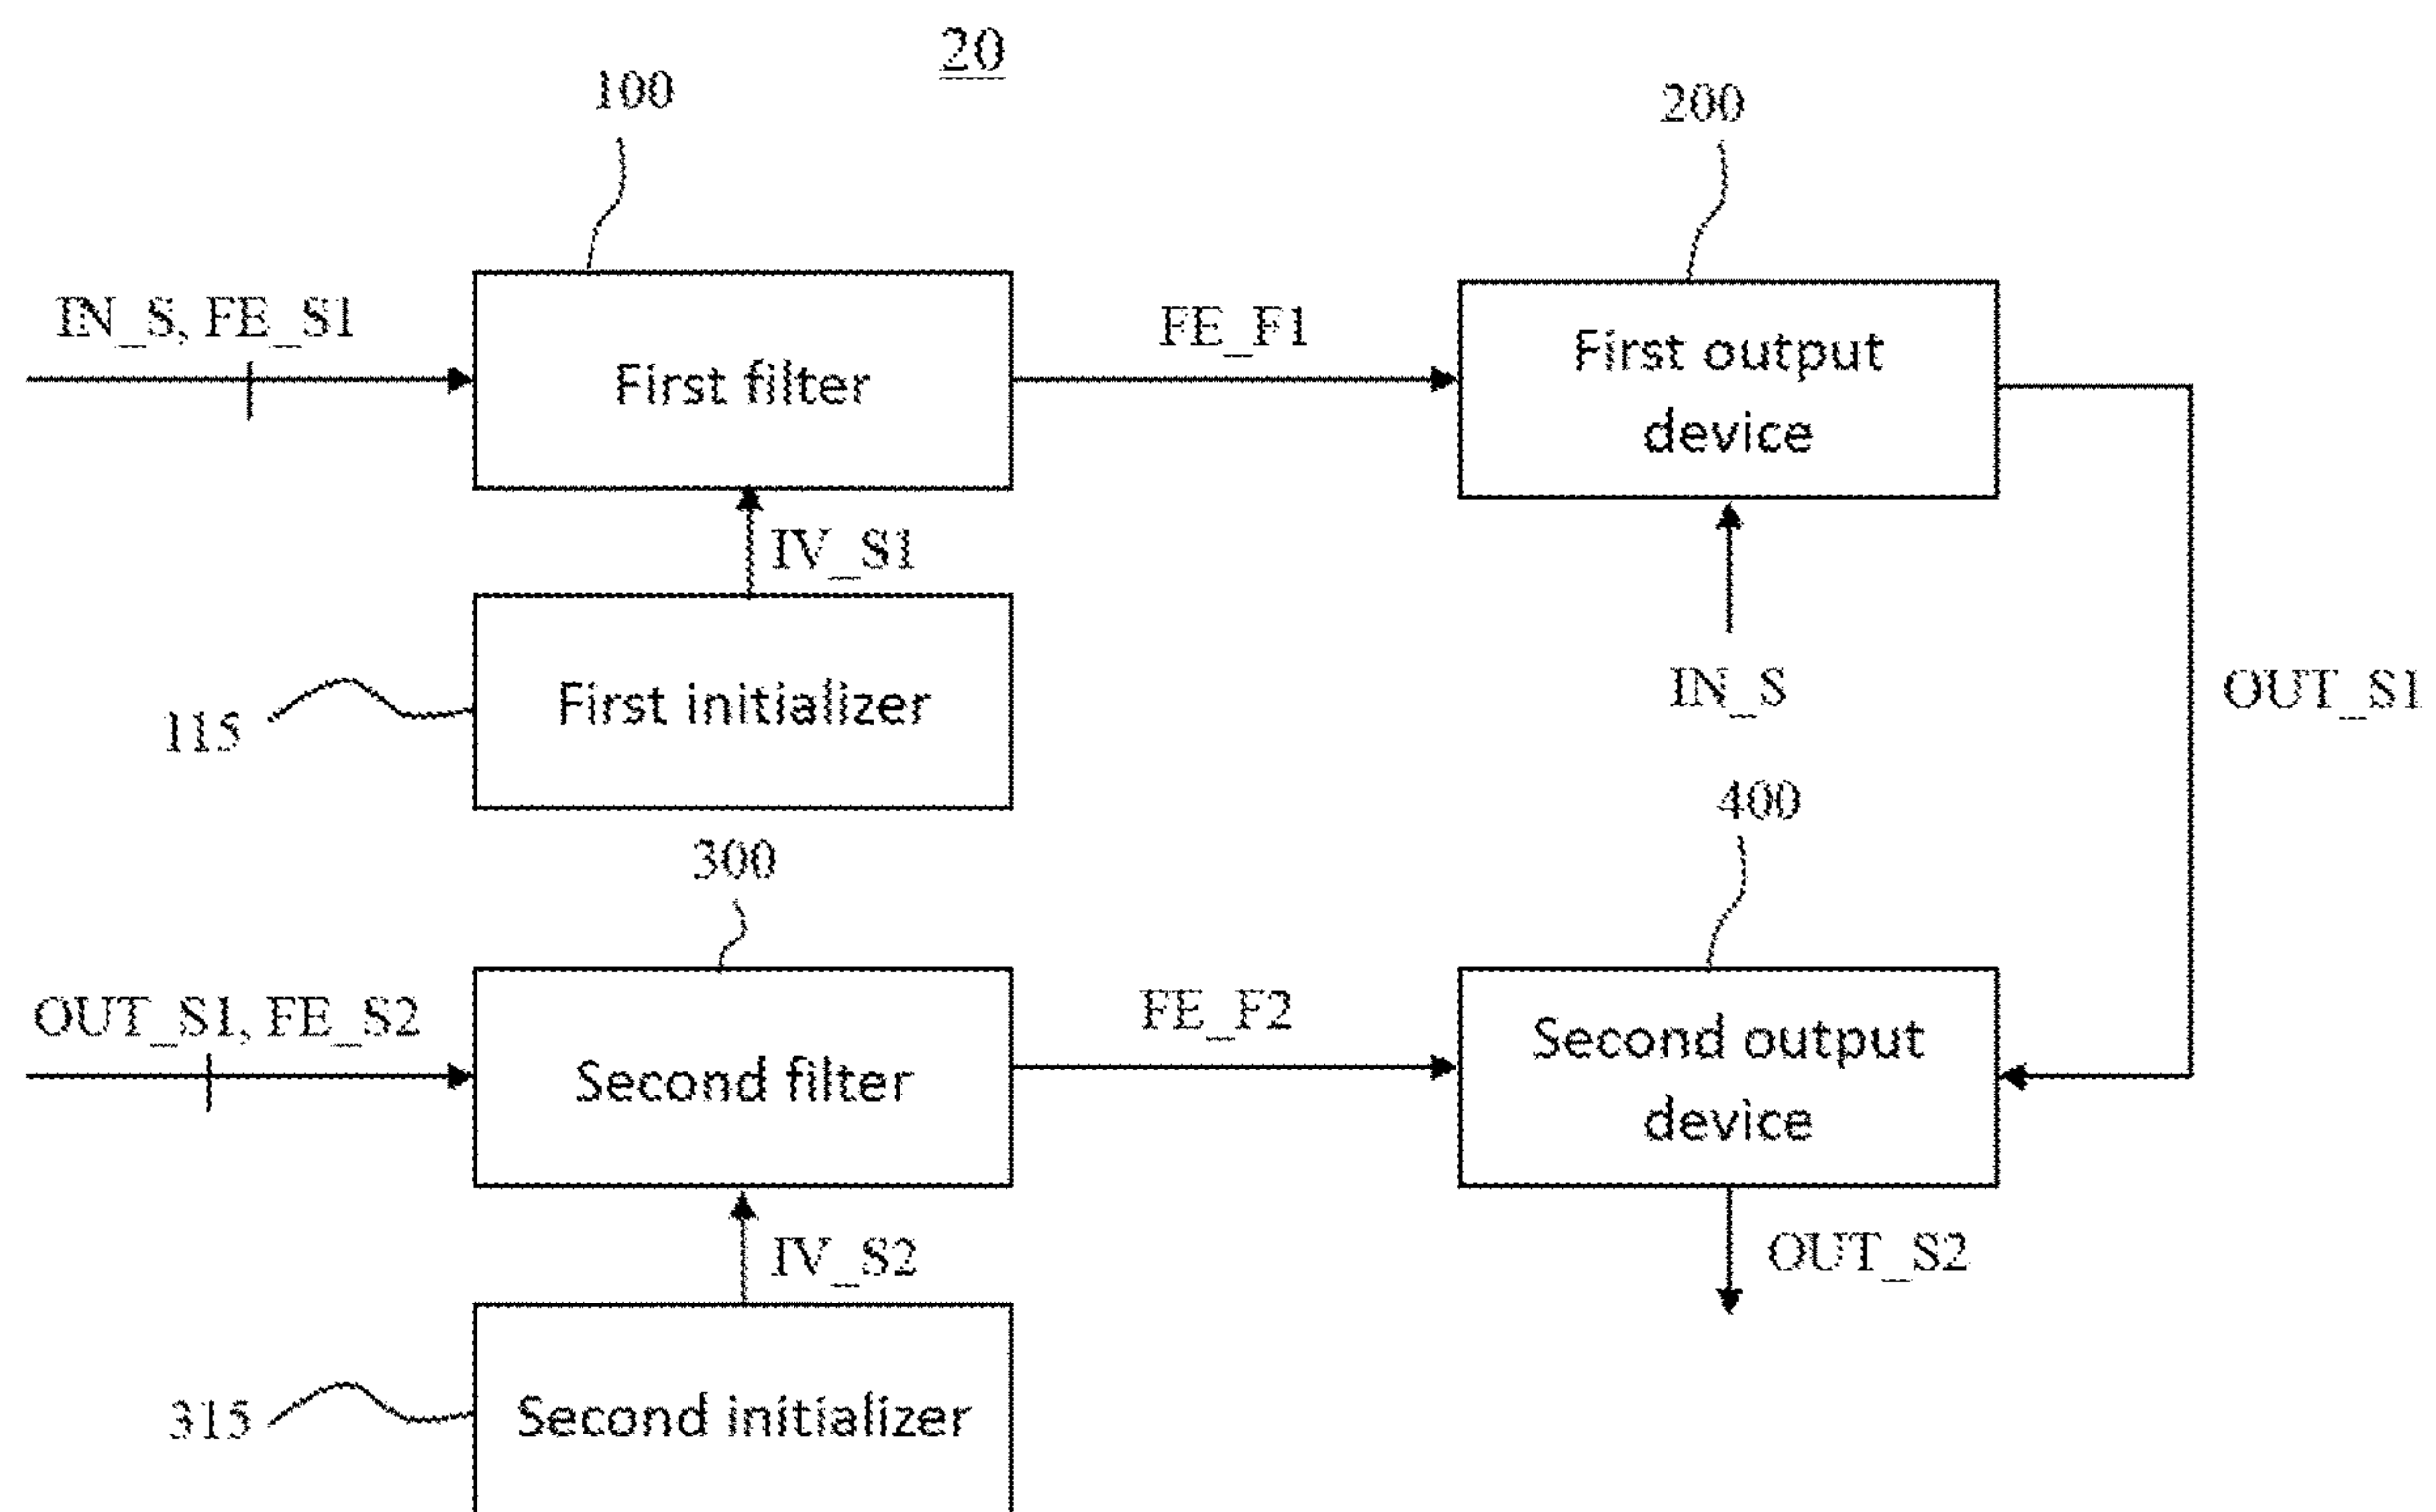 20
100
200
IN_S, FE_S1
FE_F1
First filter
First output
device
IV_S1
IN_S
OUT_S1
First initializer
115
400
300
OUT_S1, FE_S2
FE_F2
Second filter
Second output
device
IV_S2
OUT_S2
315
Second initializer